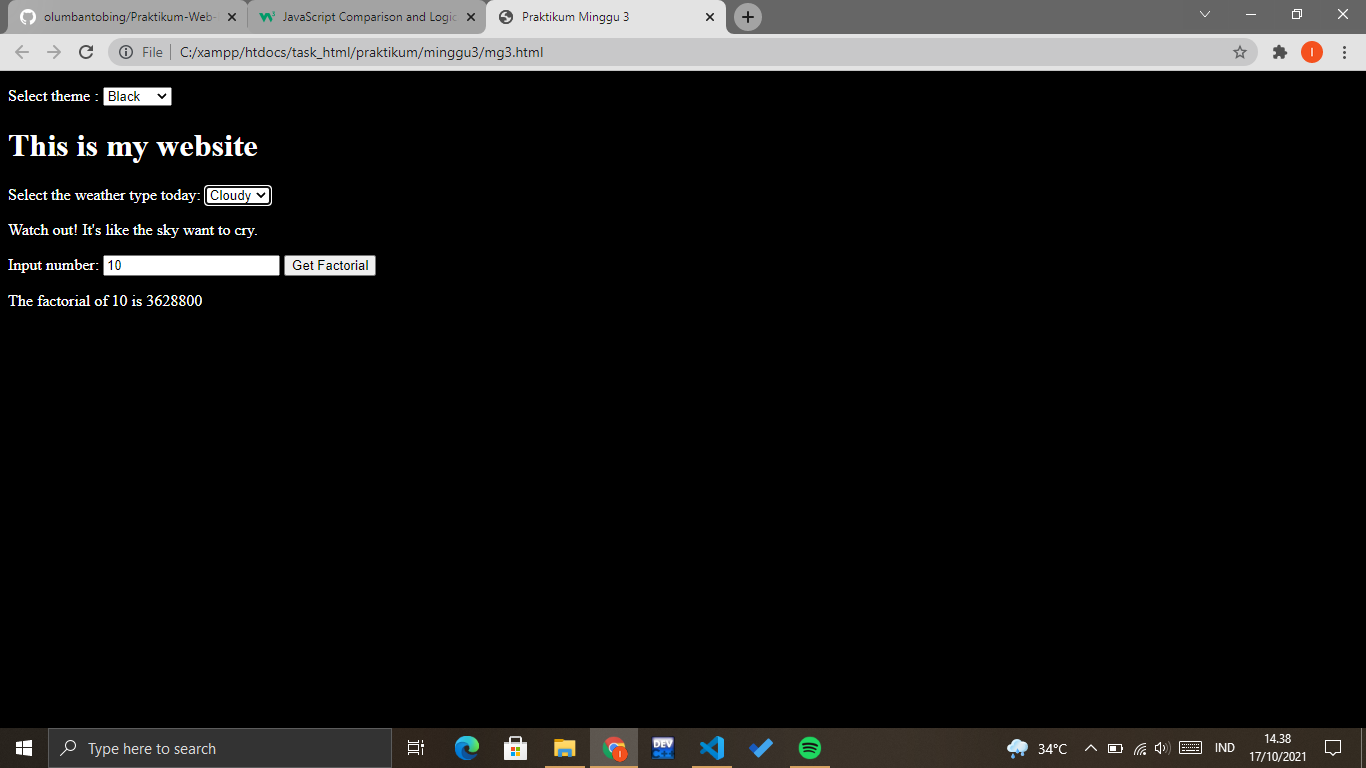 olumbantobing/Praktikum-Web-
JavaScript Comparison and Logic
Praktikum Minggu 3
File
C:/xampp/htdocs/task_html/praktikum/minggu3/mg3.html
I
Select theme : Black
This is my website
Select the weather type today: Cloudy
Watch out! It's like the sky want to cry.
Input number: 10 Get Factorial
The factorial of 10 is 3628800
Type here to search
DEV
34°C
IND
14.38
17/10/2021